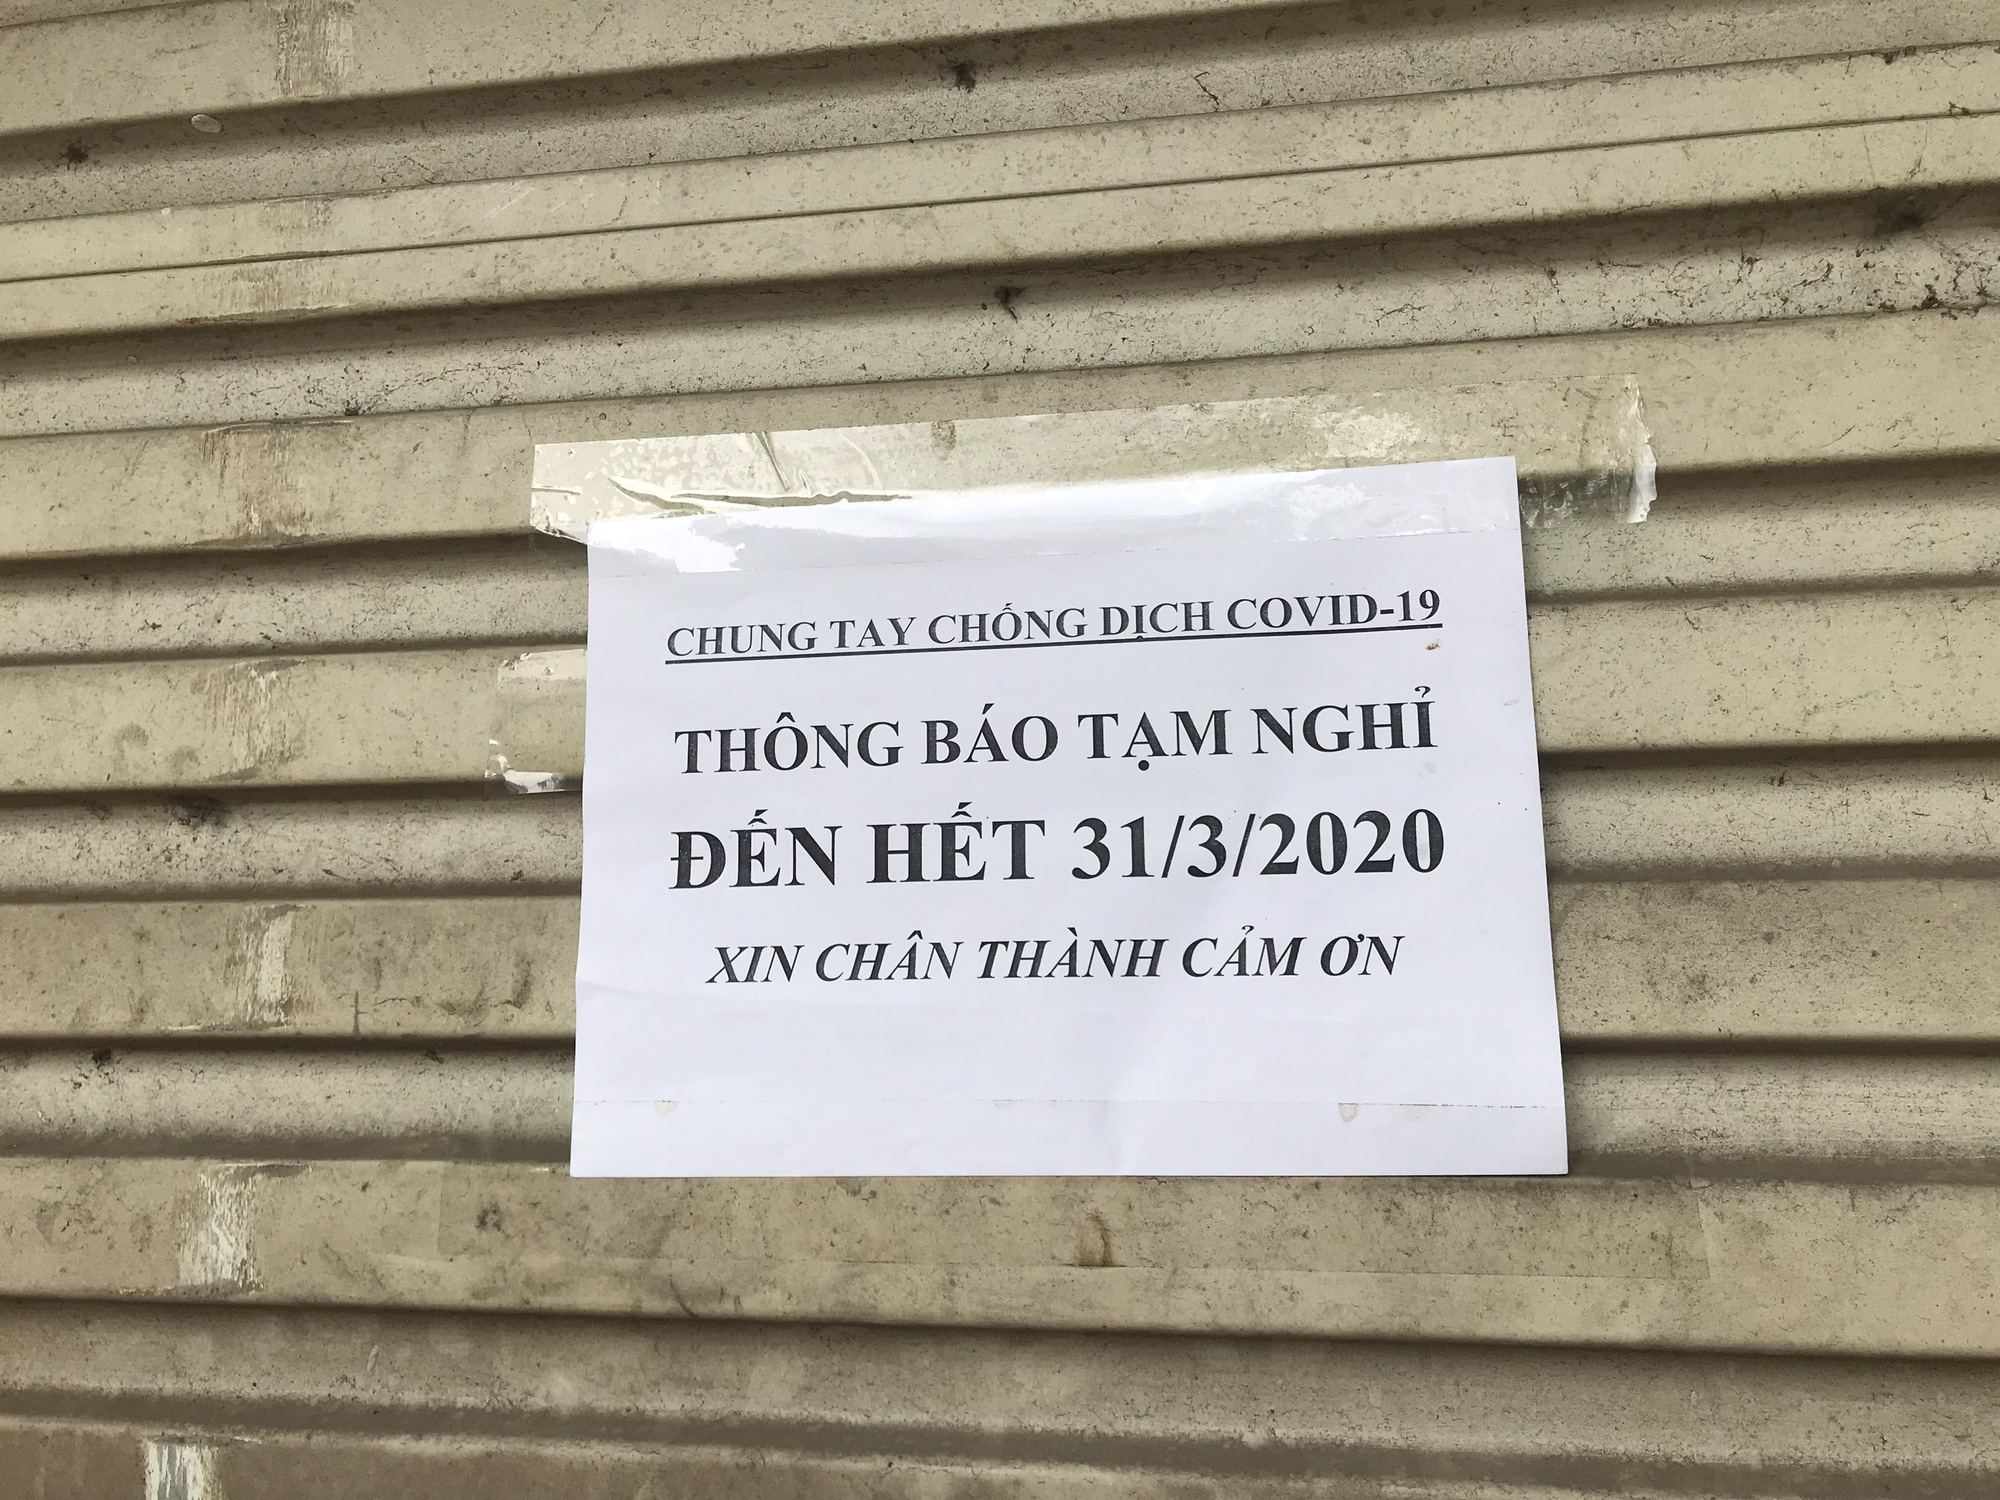 CHUNG TAY CHỐNG DỊCH COVID-19
THÔNG BÁO TẠM NGHỈ
ĐẾN HẾT 31/3/2020
XIN CHÂN THÀNH CẢM ƠN